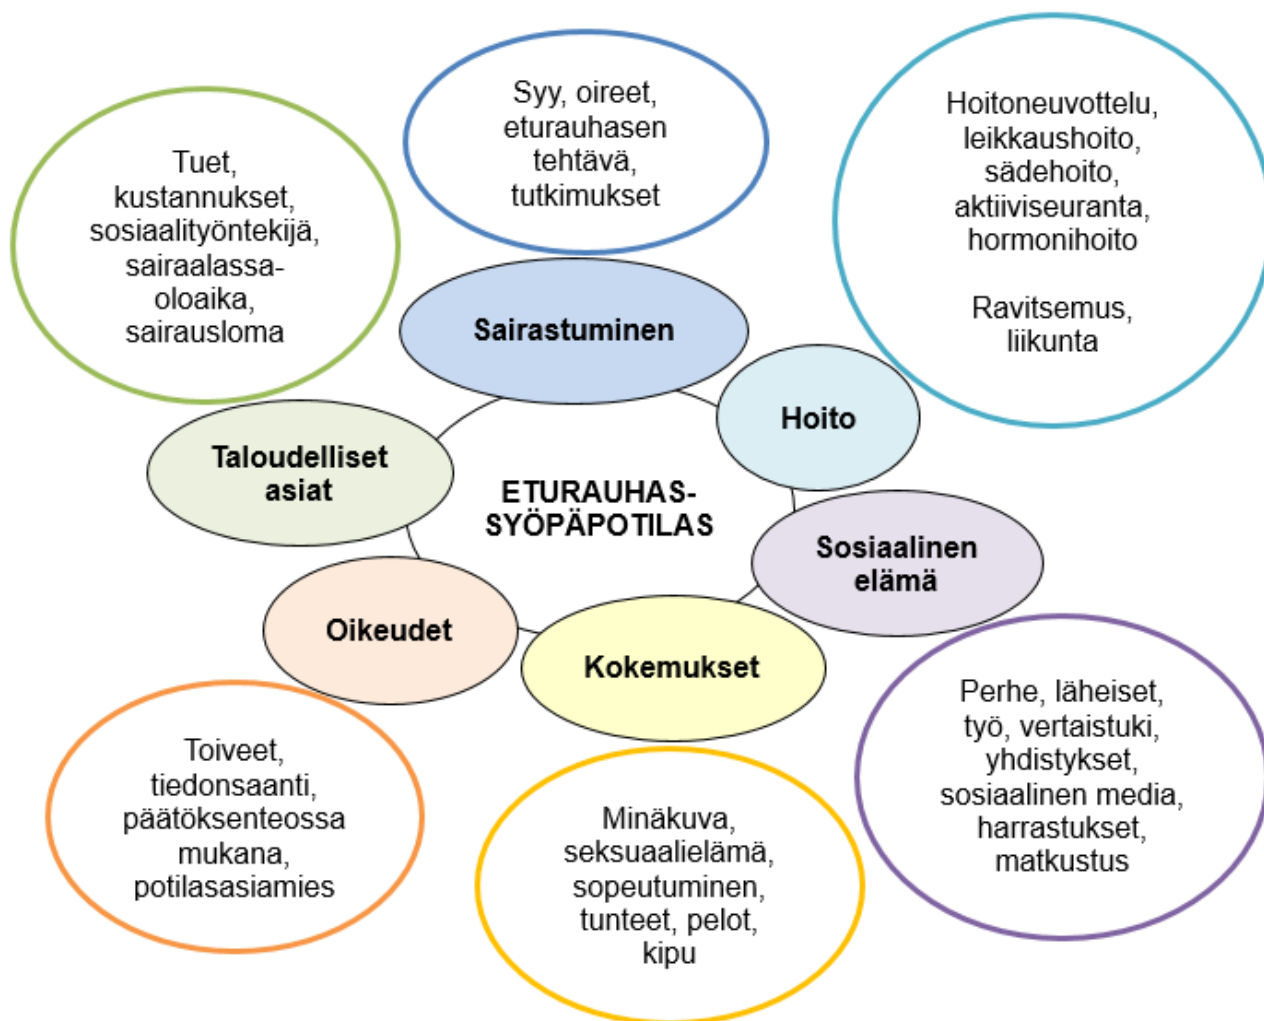 Syy, oireet,
eturauhasen
tehtävä,
tutkimukset
Sairastuminen
Hoitoneuvottelu,
leikkaushoito,
sädehoito,
aktiiviseuranta,
hormonihoito
Ravitsemus,
liikunta
Hoito
Tuet,
kustannukset,
sosiaalityöntekijä,
sairaalassa-
oloaika,
sairausloma
Taloudelliset
asiat
ETURAUHAS-
SYÖPÄPOTILAS
Sosiaalinen
elämä
Perhe, läheiset,
työ, vertaistuki,
yhdistykset,
sosiaalinen media,
harrastukset,
matkustus
Oikeudet
Toiveet,
tiedonsaanti,
päätöksenteossa
mukana,
potilasasiamies
Kokemukset
Minäkuva,
seksuaalielämä,
sopeutuminen,
tunteet, pelot,
kipu